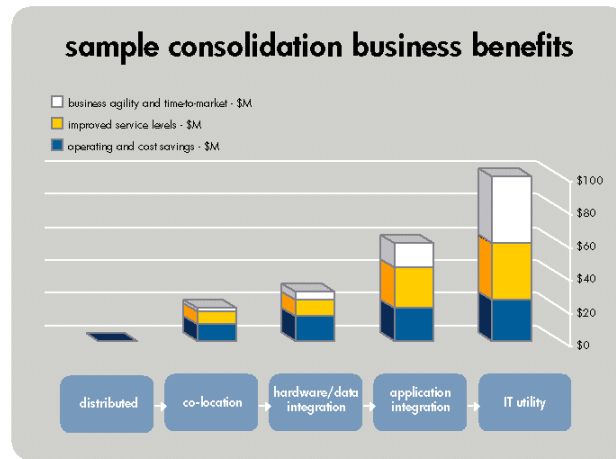 sample consolidation business benefits
business agility and time-to-market - $M
improved service levels - $M
operating and cost savings - $M
$100
$80
$60
$40
$20
$0
distributed
co-location
hardware/data
integration
application
integration
IT utility